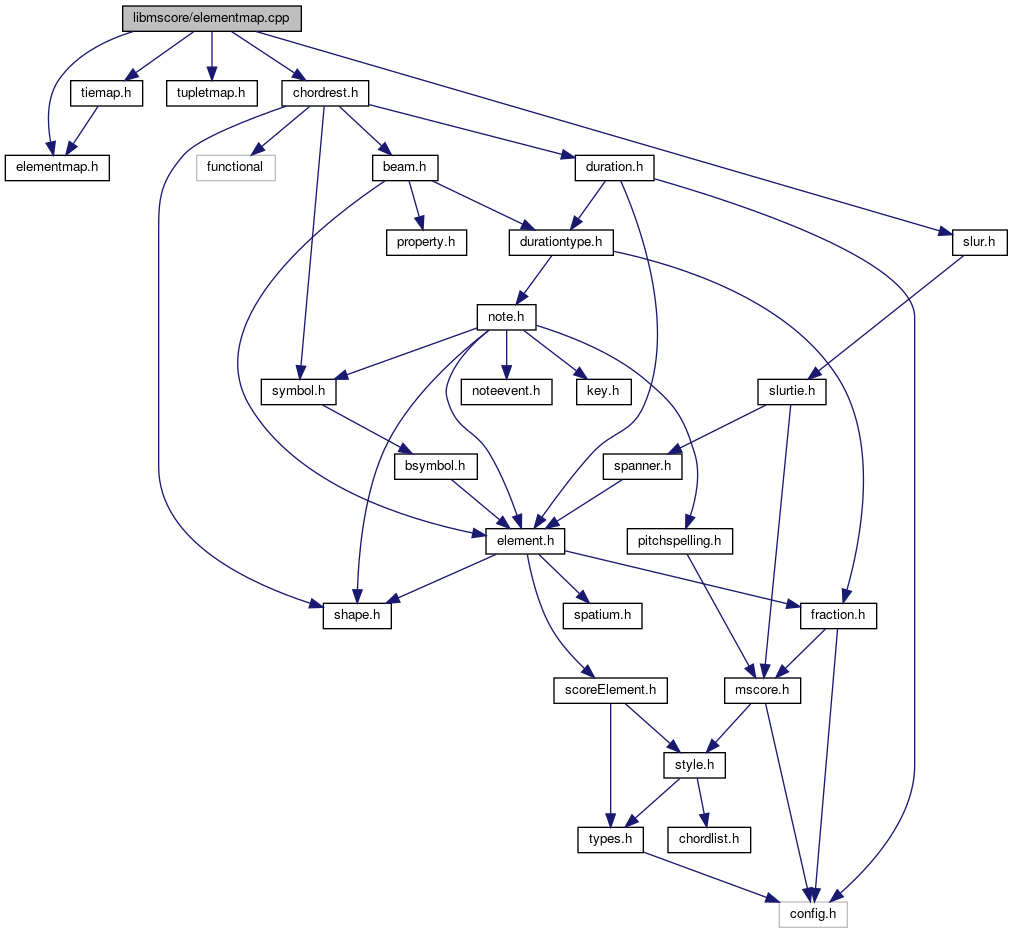 libmscore/elementmap.cpp
tiemap.h
tupletmap.h
chordrest.h
elementmap.h
functional
beam.h
duration.h
property.h
durationtype.h
slur.h
note.h
symbol.h
noteevent.h
key.h
slurtie.h
bsymbol.h
spanner.h
element.h
pitchspelling.h
shape.h
spatium.h
fraction.h
scoreElement.h
mscore.h
style.h
types.h
chordlist.h
config.h